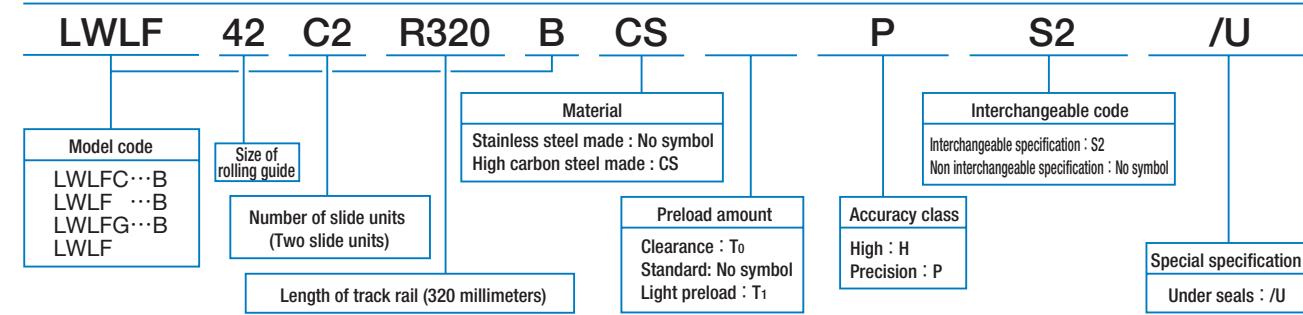 LWLF 42 C2 R320 B CS P S2 /U
Model code
LWLFC…B
LWLF …B
LWLFG…B
LWLF
Size of
rolling guide
Number of slide units
(Two slide units)
Length of track rail (320 millimeters)
Material
Stainless steel made : No symbol
High carbon steel made : CS
Preload amount
Clearance : T0
Standard: No symbol
Light preload : T1
Accuracy class
High : H
Precision : P
Interchangeable code
Interchangeable specification : S2
Non interchangeable specification : No symbol
Special specification
Under seals : /U